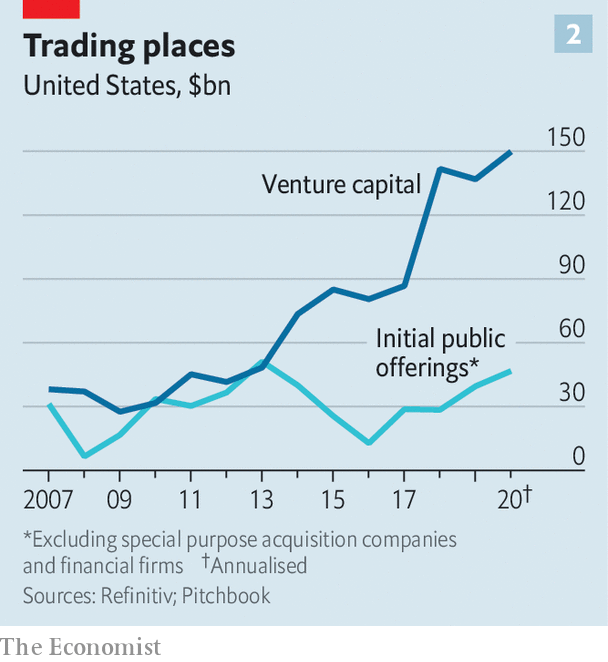 Trading places
2
United States, $bn
150
Venture capital
120
90
Initial public
offerings*
60
30
0
2007 09 11 13 15 17 20†
*Excluding special purpose acquisition companies
and financial firms †Annualised
Sources: Refinitiv; Pitchbook
The Economist